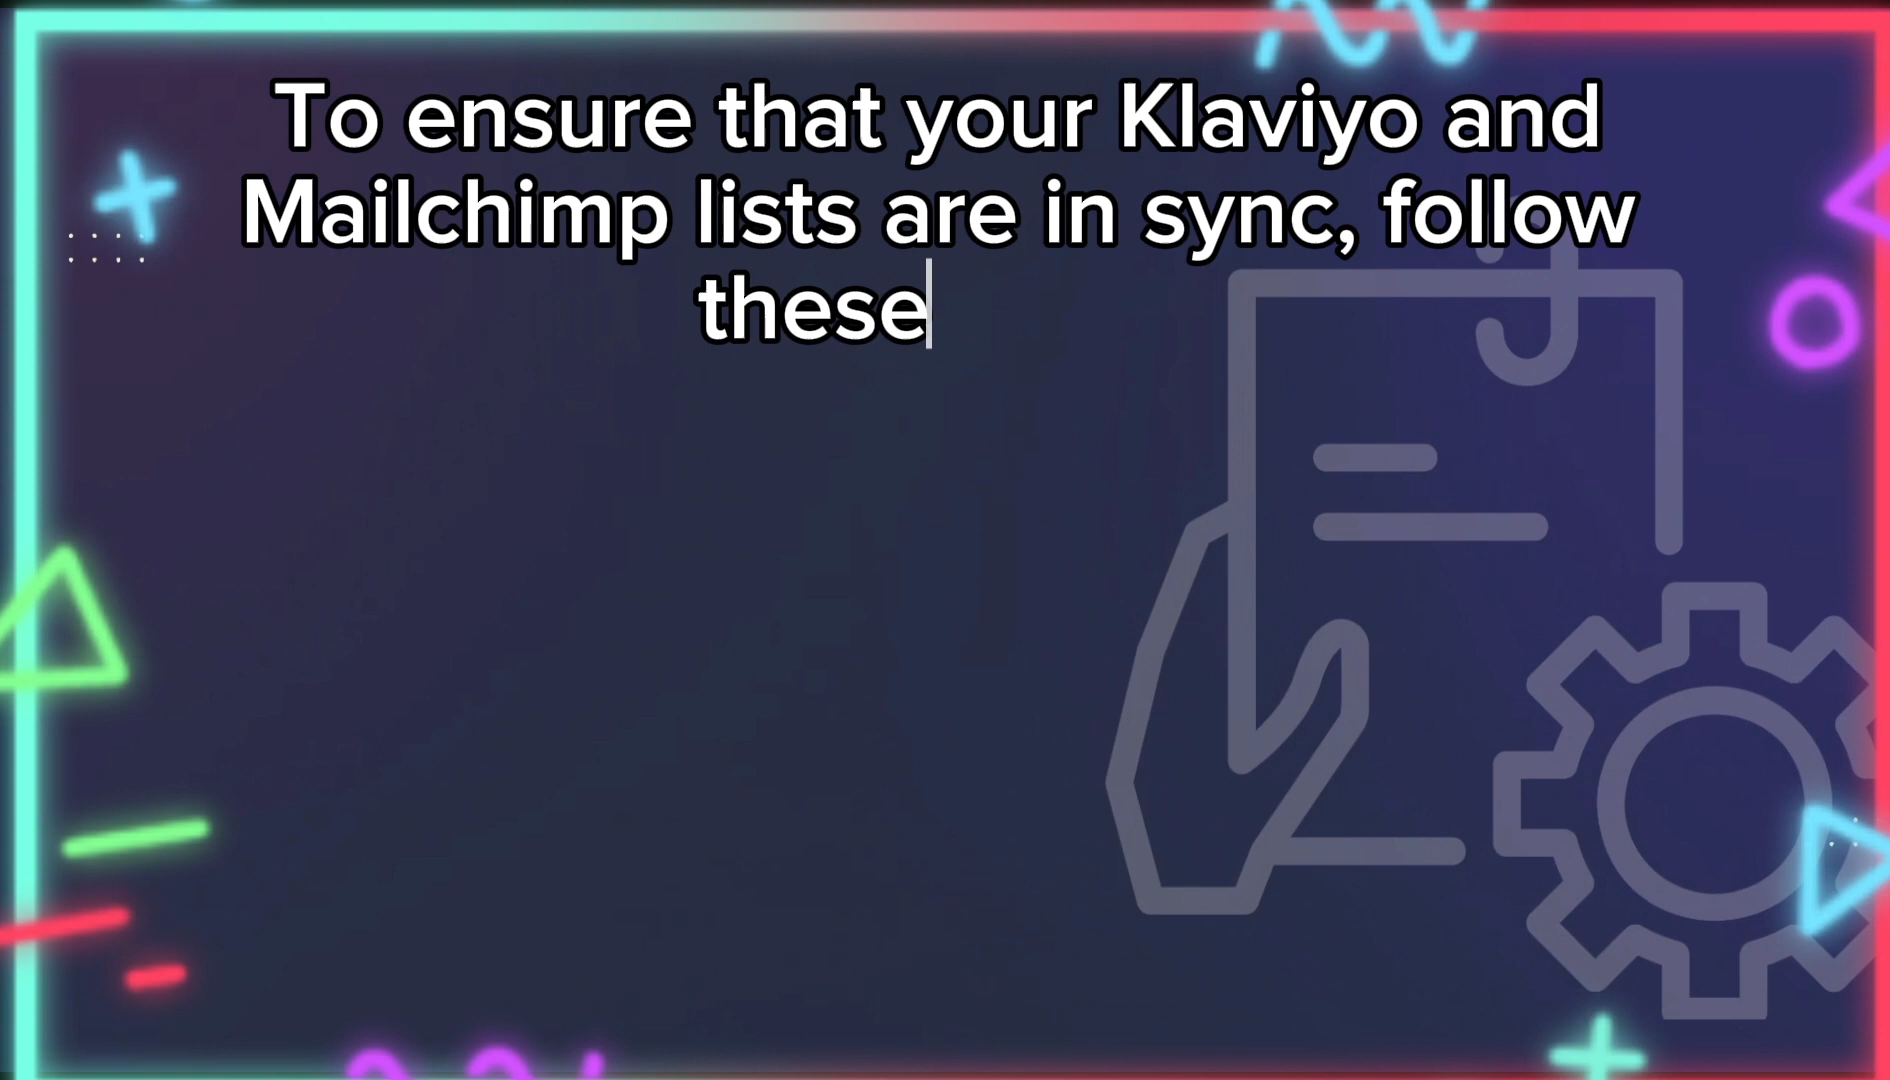 To ensure that your Klaviyo and
Mailchimp lists are in sync, follow
these